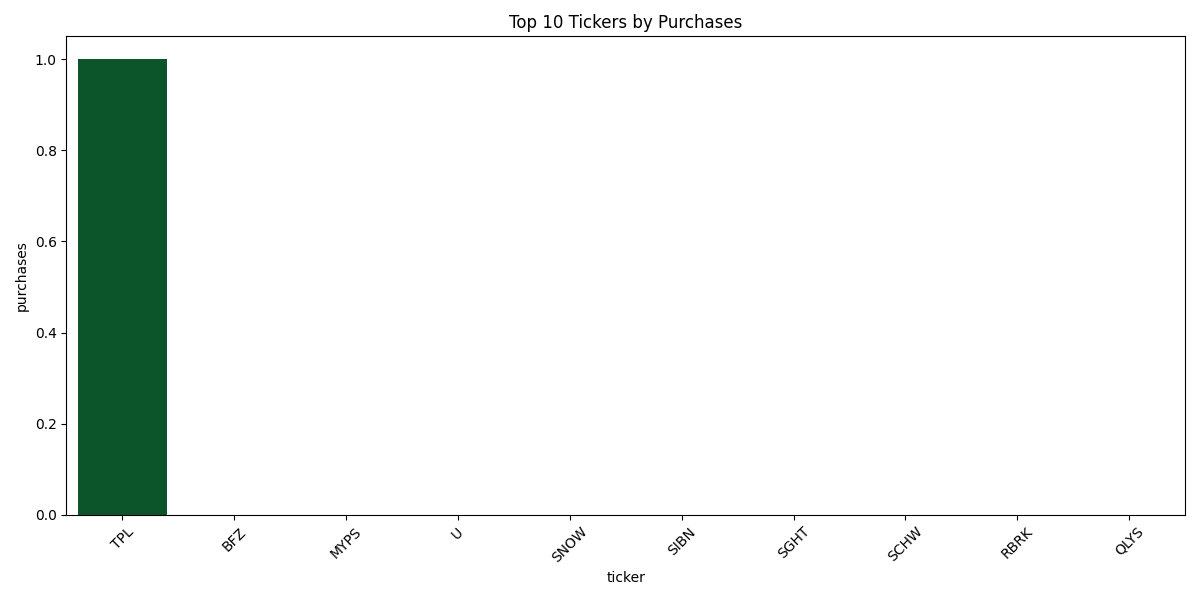 Top 10 Tickers by Purchases
purchases
1.0
0.8
0.6
0.4
0.2
0.0
TPL
BFZ
MYPS
U
SNOW
SIBN
SGHT
SCHW
RBRK
QLYS
ticker